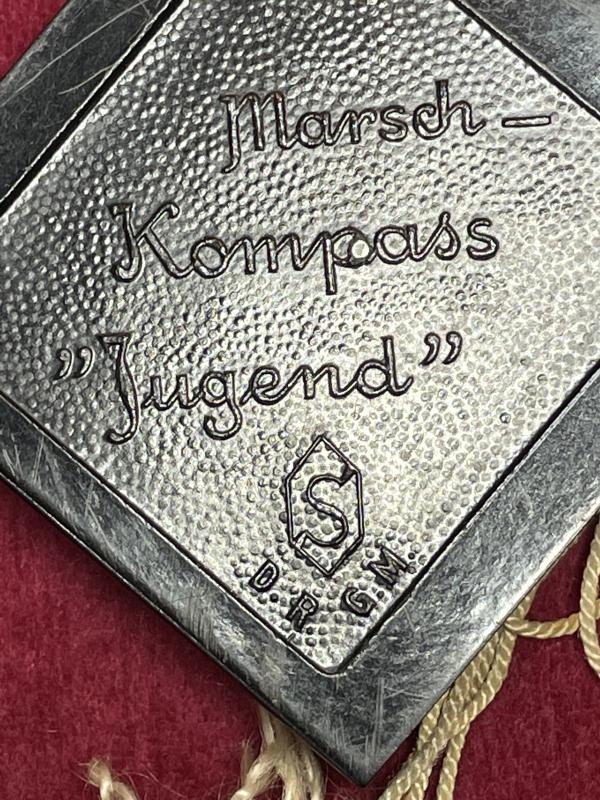 Marsch-
Kompass
"Jugend"
S
D. R. G. M.